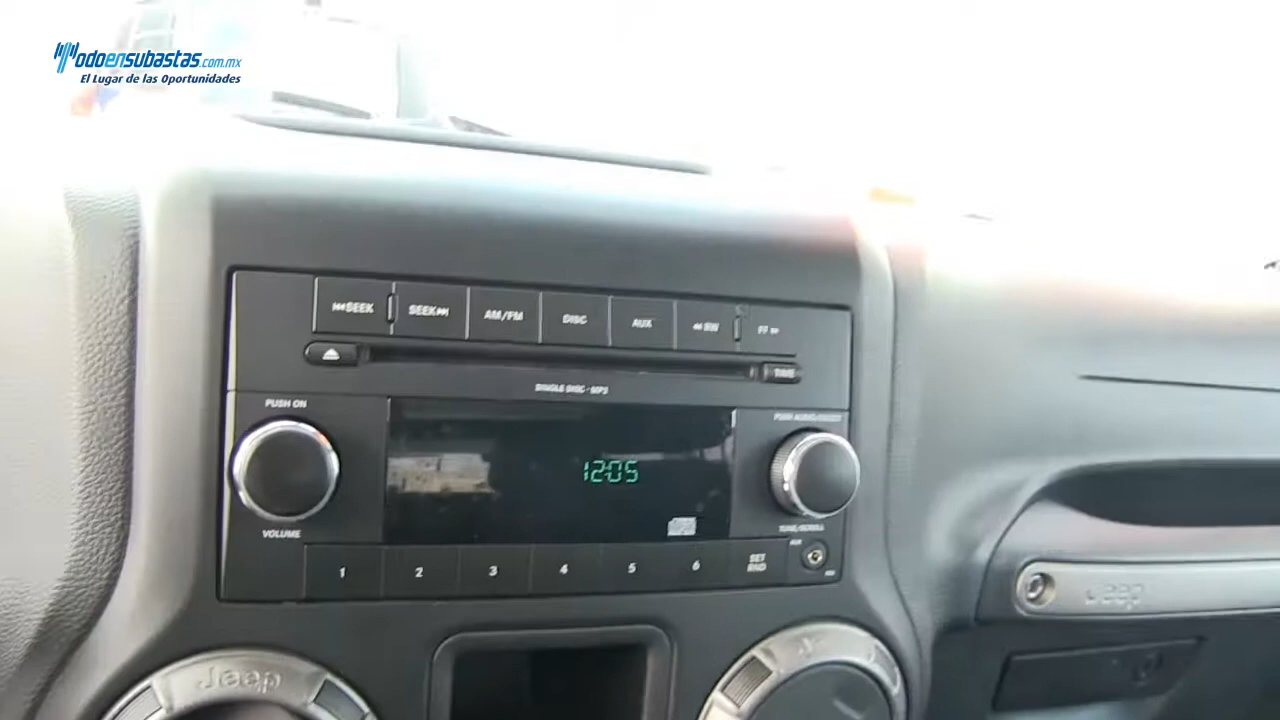 Todoensubastas.com.mx
El Lugar de las Oportunidades
SEEK SEEK AM/FM DISC AUX RW FF
TIME
SINGLE DISC · MP3
PUSH ON
12:05
VOLUME
TUNE/SCROLL
1 2 3 4 5 6 SET
RND
Jeep
Jeep